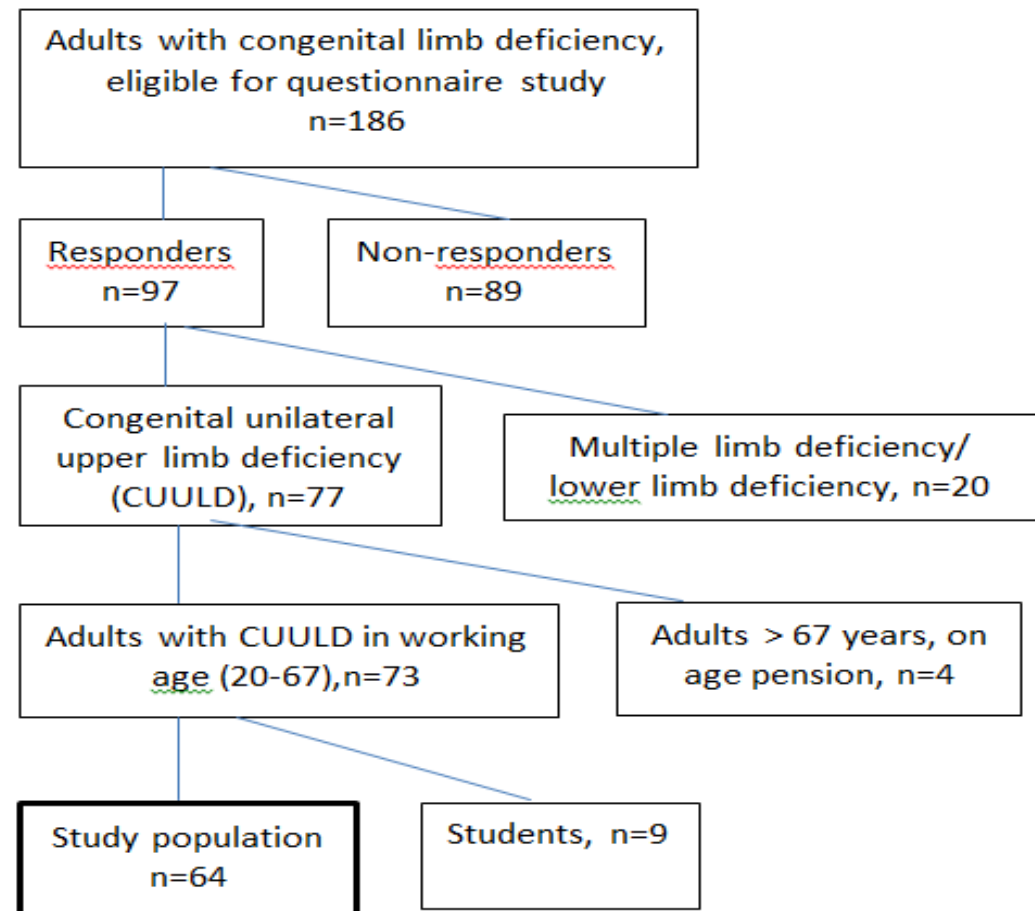 Adults with congenital limb deficiency,
eligible for questionnaire study
n=186
Responders
n=97
Non-responders
n=89
Congenital unilateral
upper limb deficiency
(CUULD), n=77
Multiple limb deficiency/
lower limb deficiency, n=20
Adults with CUULD in working
age (20-67),n=73
Adults > 67 years, on
age pension, n=4
Study population
n=64
Students, n=9